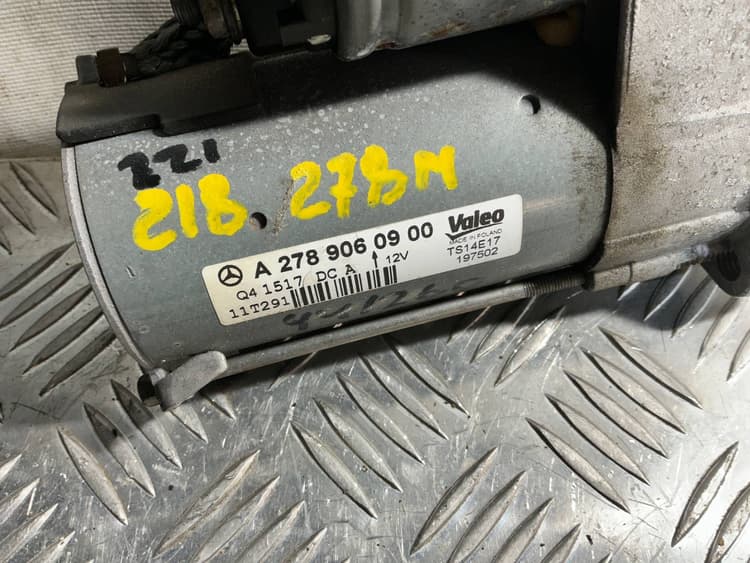 221
218 278M
A 278 906 09 00
Valeo
MADE IN POLAND
Q4 1517 DC A ↑ 12V
TS14E17
11T291
197502